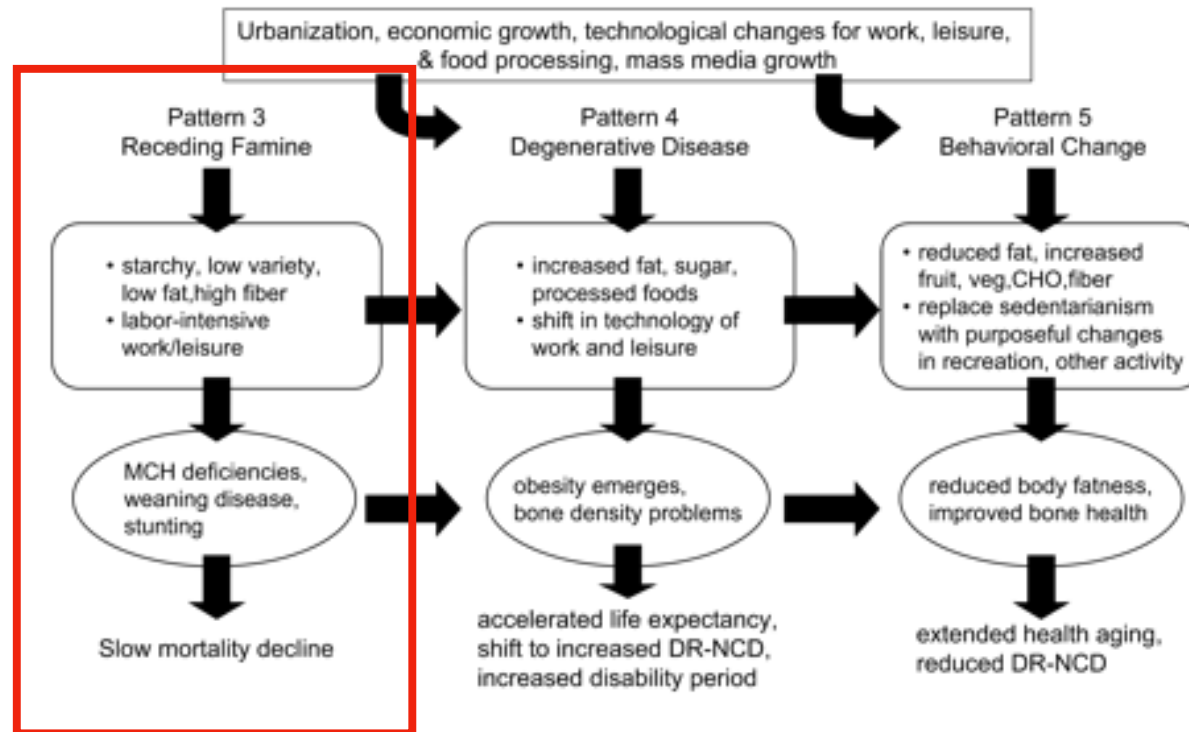 Urbanization, economic growth, technological changes for work, leisure,
& food processing, mass media growth
Pattern 3
Receding Famine
• starchy, low variety,
low fat,high fiber
• labor-intensive
work/leisure
MCH deficiencies,
weaning disease,
stunting
Slow mortality decline
Pattern 4
Degenerative Disease
• increased fat, sugar,
processed foods
• shift in technology of
work and leisure
obesity emerges,
bone density problems
accelerated life expectancy,
shift to increased DR-NCD,
increased disability period
Pattern 5
Behavioral Change
• reduced fat, increased
fruit, veg,CHO,fiber
• replace sedentarianism
with purposeful changes
in recreation, other activity
reduced body fatness,
improved bone health
extended health aging,
reduced DR-NCD